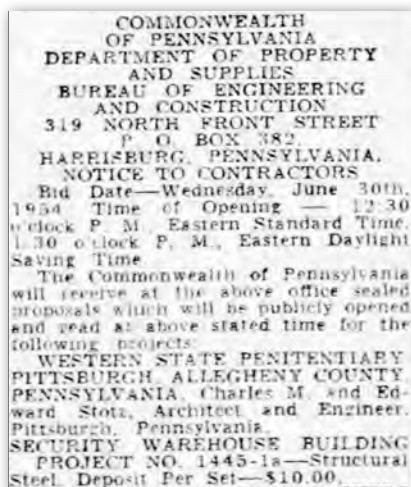 COMMONWEALTH
OF PENNSYLVANIA
DEPARTMENT OF PROPERTY
AND SUPPLIES
BUREAU OF ENGINEERING
AND CONSTRUCTION
319 NORTH FRONT STREET
P. O. BOX 382,
HARRISBURG, PENNSYLVANIA.
NOTICE TO CONTRACTORS
Bid Date—Wednesday, June 30th,
1954 Time of Opening — 12:30
o'clock P. M. Eastern Standard Time,
1:30 o'clock P. M., Eastern Daylight
Saving Time
The Commonwealth of Pennsylvania
will receive at the above office sealed
proposals which will be publicly opened
and read at above stated time for the
following projects:
WESTERN STATE PENITENTIARY
PITTSBURGH, ALLEGHENY COUNTY
PENNSYLVANIA, Charles M. and Ed-
ward Stotz, Architect and Engineer,
Pittsburgh, Pennsylvania.
SECURITY WAREHOUSE BUILDING
PROJECT NO. 1445-1a—Structural
Steel. Deposit Per Set—$10.00.